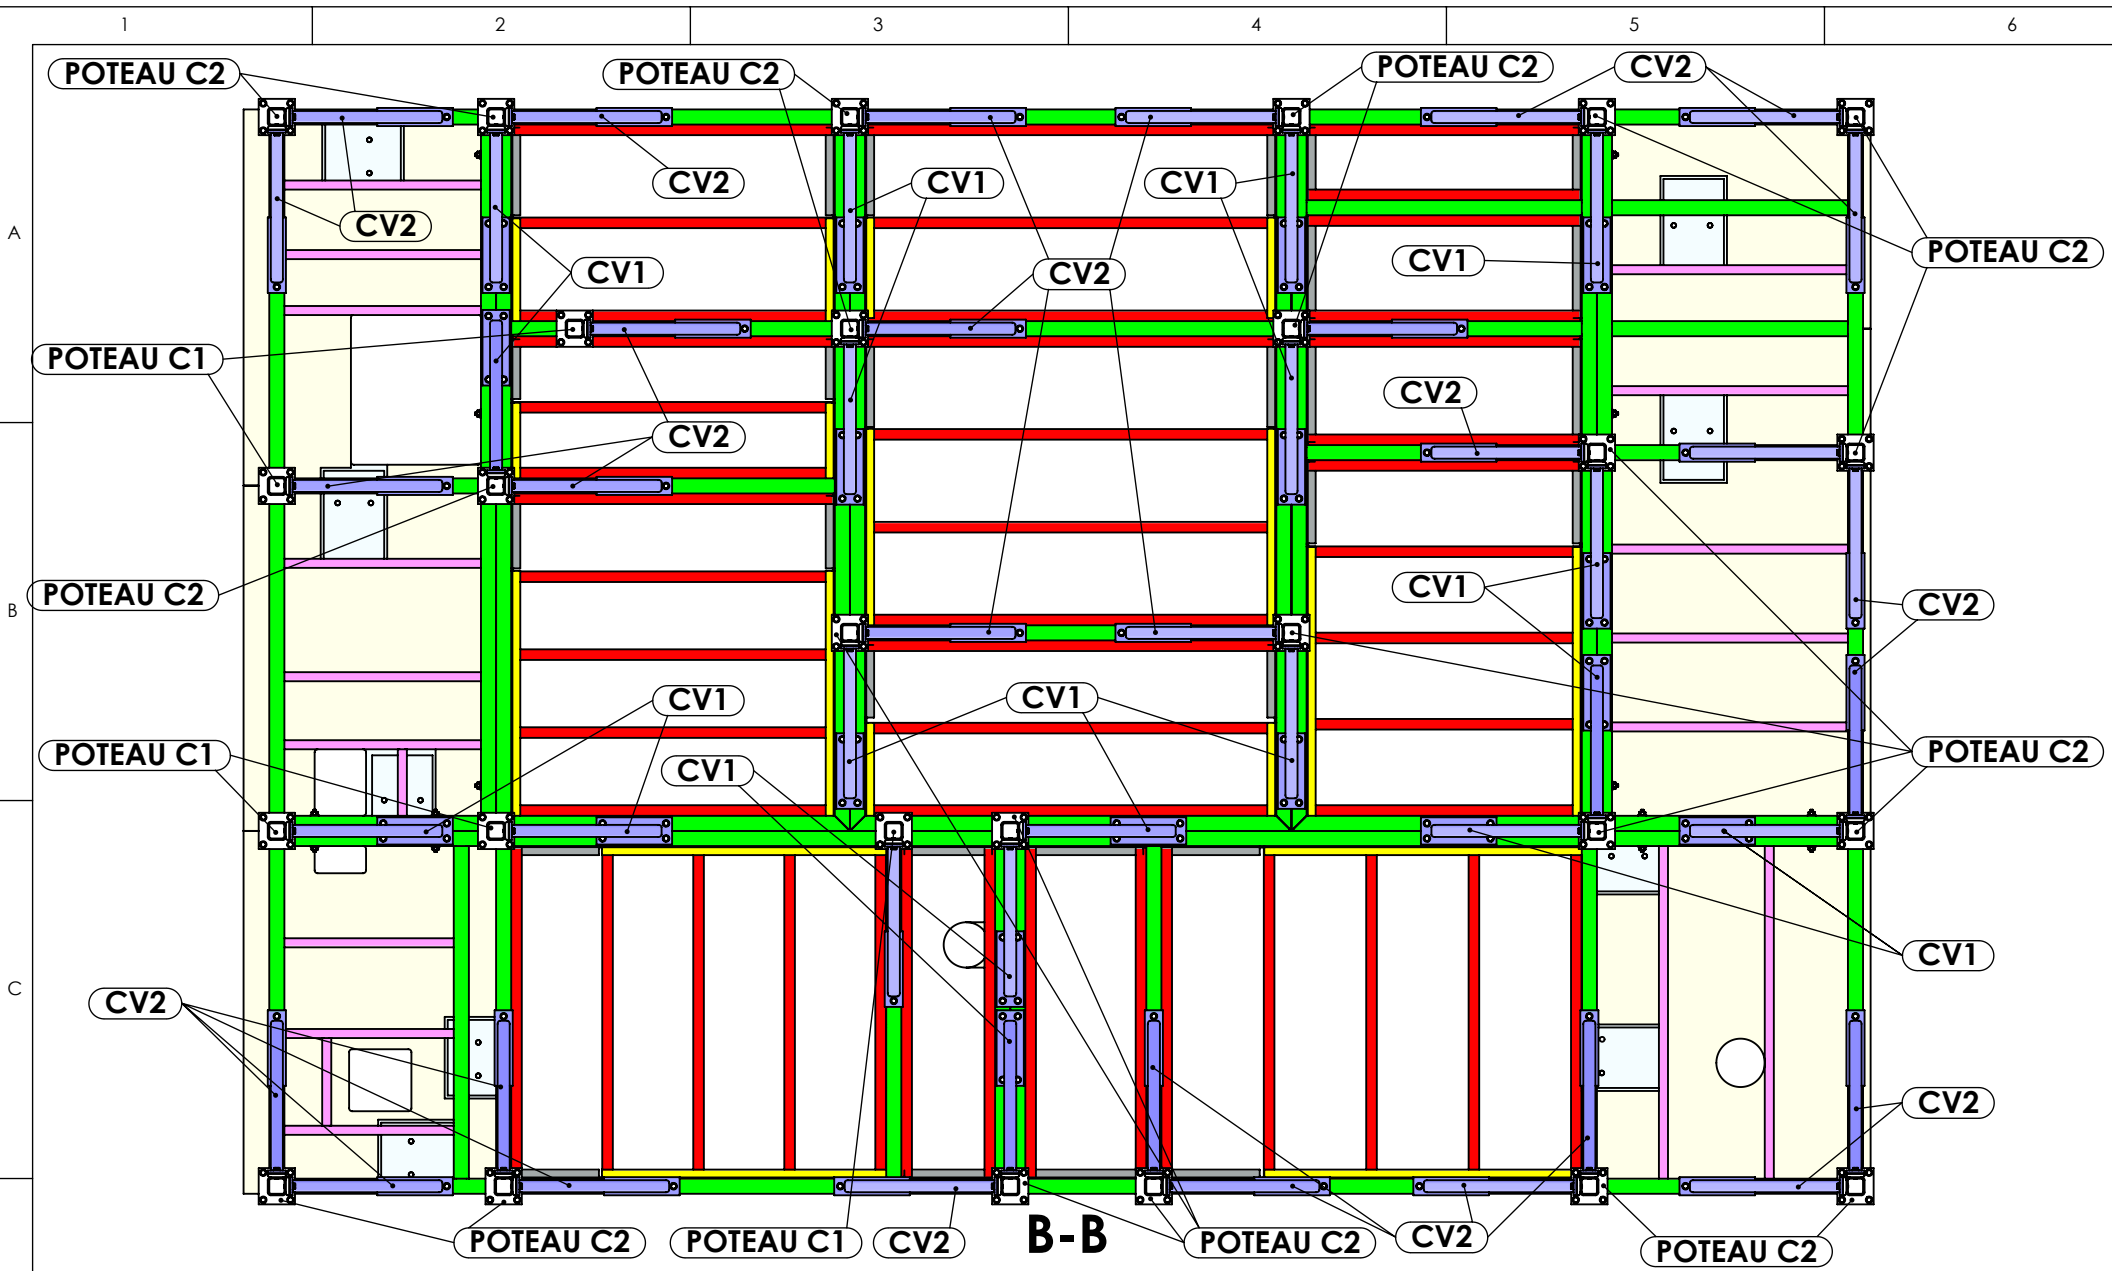 1 2 3 4 5 6
POTEAU C2 POTEAU C2 POTEAU C2 CV2
CV2 CV1 CV1
A CV2 POTEAU C2
CV1 CV2 CV1
POTEAU C1
CV2
CV2
POTEAU C2 CV1 CV2
B
CV1 CV1
POTEAU C1 CV1 POTEAU C2
CV1
C CV2 CV2
POTEAU C2 POTEAU C1 CV2 B-B POTEAU C2 CV2 POTEAU C2